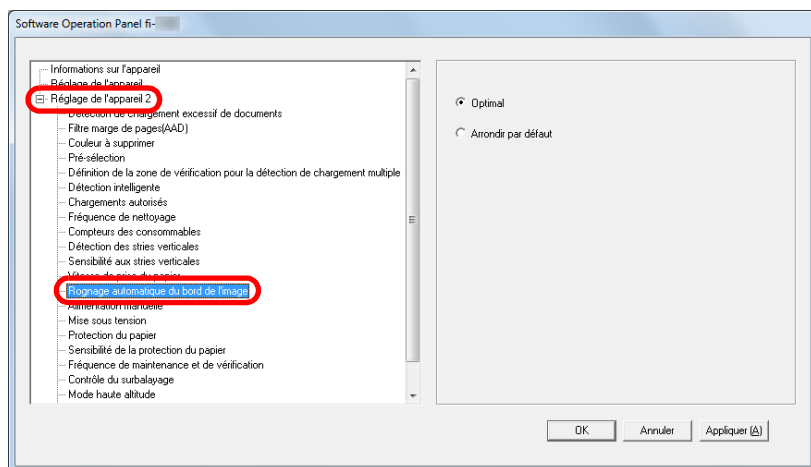 Software Operation Panel fi-
Informations sur l'appareil
Réglage de l'appareil
Réglage de l'appareil 2
Détection de chargement excessif de documents
Filtre marge de pages(AAD)
Couleur à supprimer
Pré-sélection
Définition de la zone de vérification pour la détection de chargement multiple
Détection intelligente
Chargements autorisés
Fréquence de nettoyage
Compteurs des consommables
Détection des stries verticales
Sensibilité aux stries verticales
Vitesse de prise du papier
Rognage automatique du bord de l'image
Alimentation manuelle
Mise sous tension
Protection du papier
Sensibilité de la protection du papier
Fréquence de maintenance et de vérification
Contrôle du surbalayage
Mode haute altitude
Optimal
Arrondir par défaut
OK
Annuler
Appliquer (A)